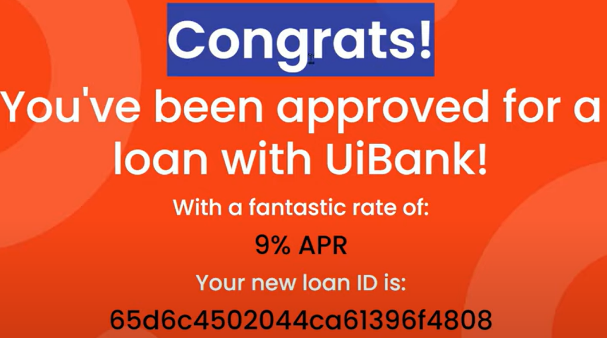 Congrats!
You've been approved for a
loan with UiBank!
With a fantastic rate of:
9% APR
Your new loan ID is:
65d6c4502044ca61396f4808